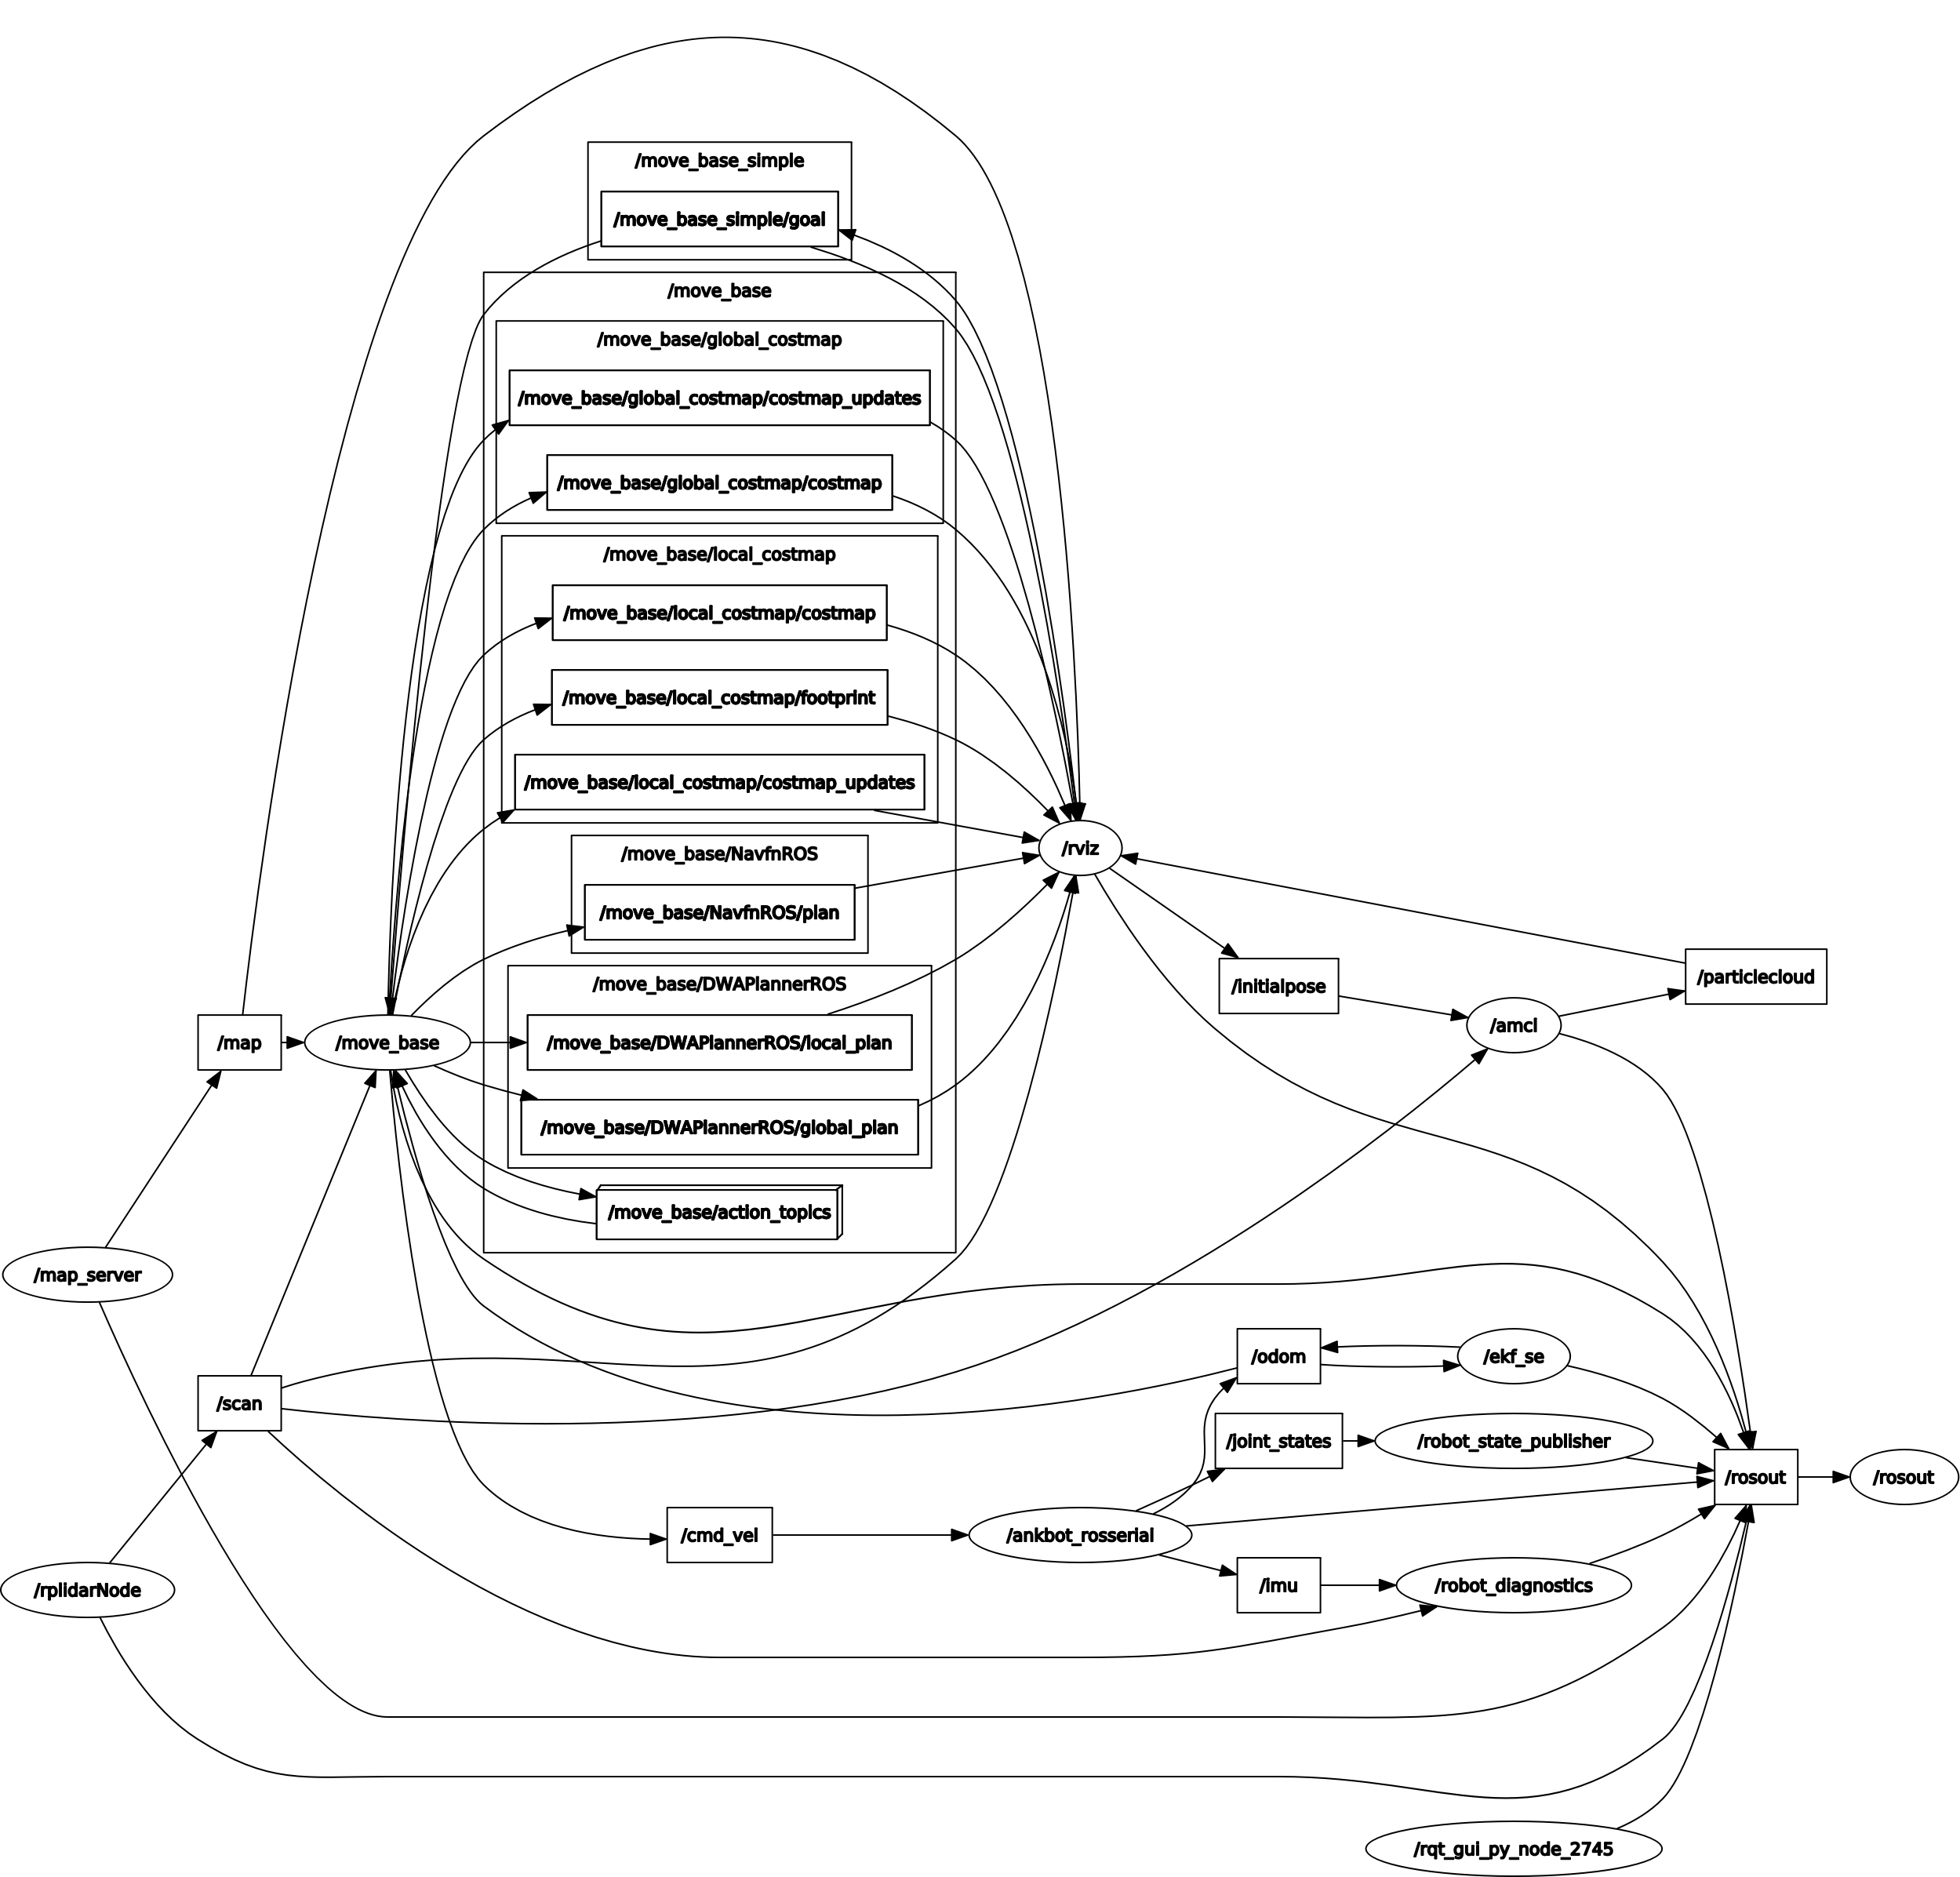 /move_base_simple
/move_base_simple/goal
/move_base
/move_base/global_costmap
/move_base/global_costmap/costmap_updates
/move_base/global_costmap/costmap
/move_base/local_costmap
/move_base/local_costmap/costmap
/move_base/local_costmap/footprint
/move_base/local_costmap/costmap_updates
/move_base/NavfnROS
/move_base/NavfnROS/plan
/move_base/DWAPlannerROS
/move_base/DWAPlannerROS/local_plan
/move_base/DWAPlannerROS/global_plan
/move_base/action_topics
/map
/move_base
/map_server
/scan
/rplidarNode
/cmd_vel
/rviz
/ankbot_rosserial
/initialpose
/odom
/joint_states
/imu
/amcl
/ekf_se
/robot_state_publisher
/robot_diagnostics
/rqt_gui_py_node_2745
/particlecloud
/rosout
/rosout